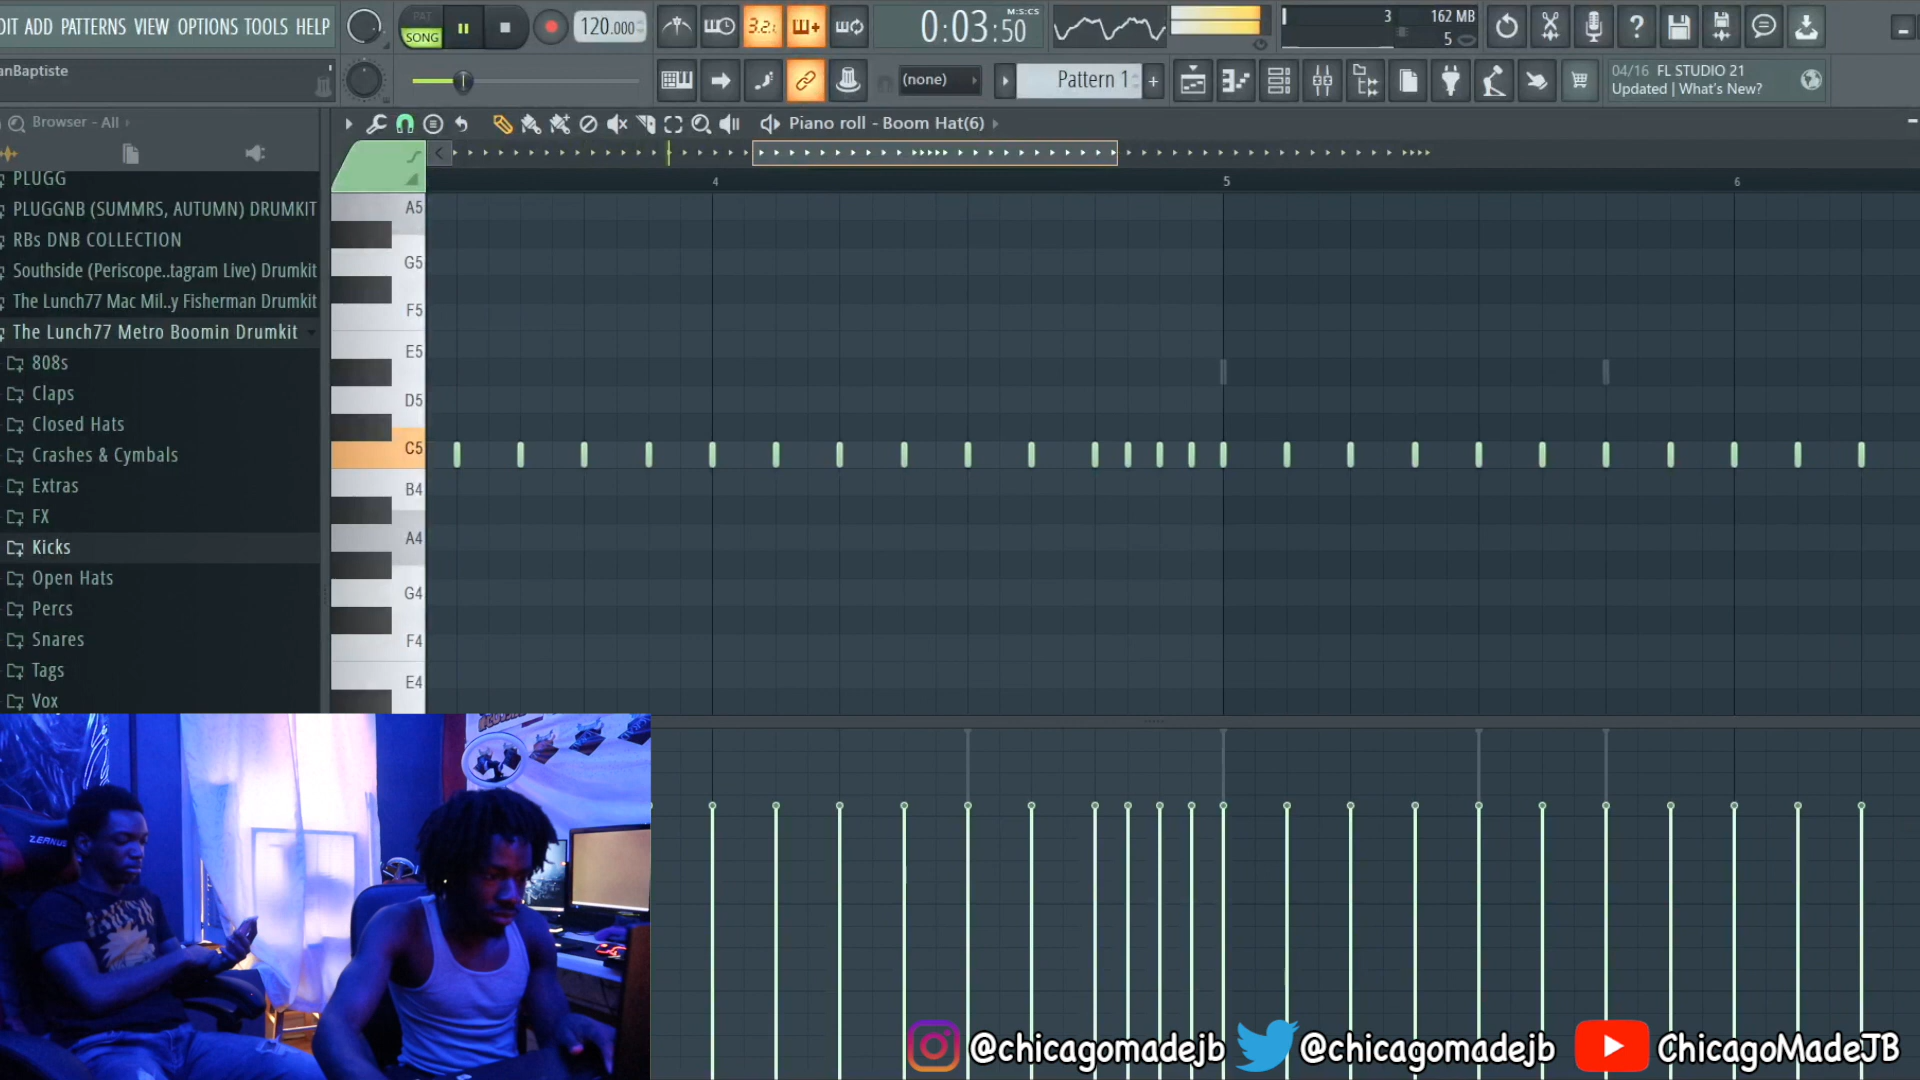 DIT ADD PATTERNS VIEW OPTIONS TOOLS HELP
PAT
SONG
120.000
3.2.
0:03:50
M:S:CS
3
162 MB
5
anBaptiste
(none)
Pattern 1
+
04/16 FL STUDIO 21
Updated | What's New?
Browser - All
Piano roll - Boom Hat(6)
4
5
6
PLUGG
PLUGGNB (SUMMRS, AUTUMN) DRUMKIT
RBs DNB COLLECTION
Southside (Periscope..tagram Live) Drumkit
The Lunch77 Mac Mil..y Fisherman Drumkit
The Lunch77 Metro Boomin Drumkit
808s
Claps
Closed Hats
Crashes & Cymbals
Extras
FX
Kicks
Open Hats
Percs
Snares
Tags
Vox
A5
G5
F5
E5
D5
C5
B4
A4
G4
F4
E4
@chicagomadejb
@chicagomadejb
ChicagoMadeJB